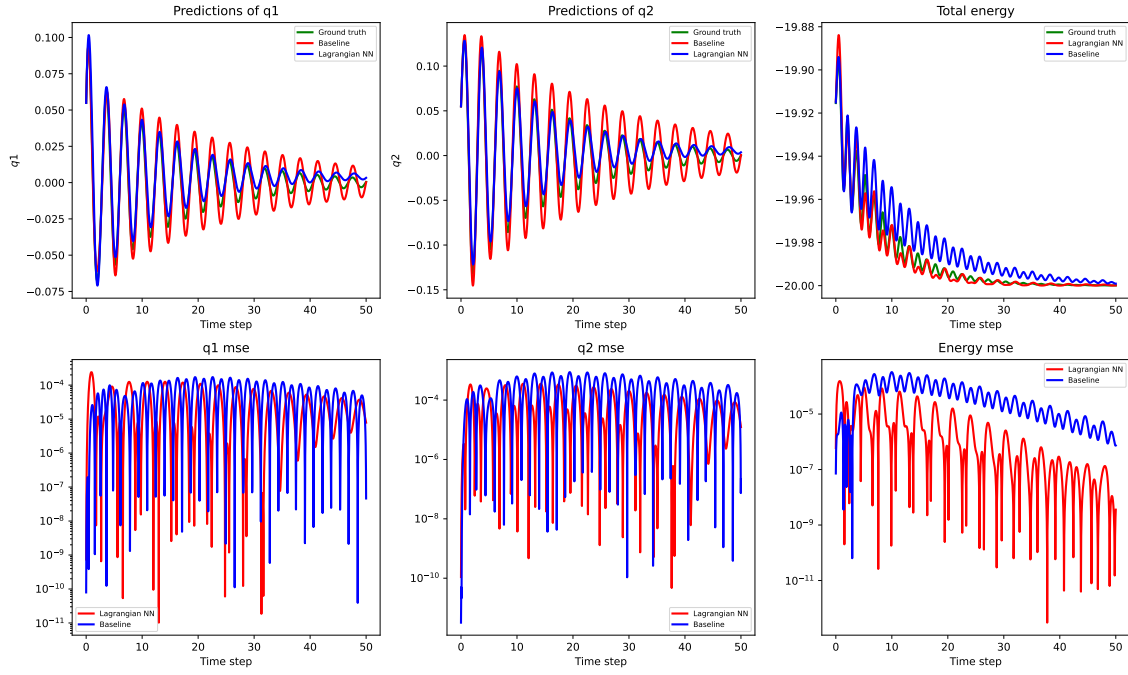 Predictions of q1
q1
0.100
0.075
0.050
0.025
0.000
−0.025
−0.050
−0.075
Ground truth
Baseline
Lagrangian NN
0
10
20
30
40
50
Time step
Predictions of q2
q2
0.10
0.05
0.00
−0.05
−0.10
−0.15
Ground truth
Baseline
Lagrangian NN
0
10
20
30
40
50
Time step
Total energy
−19.88
−19.90
−19.92
−19.94
−19.96
−19.98
−20.00
Ground truth
Lagrangian NN
Baseline
0
10
20
30
40
50
Time step
q1 mse
10⁻⁴
10⁻⁵
10⁻⁶
10⁻⁷
10⁻⁸
10⁻⁹
10⁻¹⁰
10⁻¹¹
Lagrangian NN
Baseline
0
10
20
30
40
50
Time step
q2 mse
10⁻⁴
10⁻⁶
10⁻⁸
10⁻¹⁰
Lagrangian NN
Baseline
0
10
20
30
40
50
Time step
Energy mse
10⁻⁵
10⁻⁷
10⁻⁹
10⁻¹¹
Lagrangian NN
Baseline
0
10
20
30
40
50
Time step